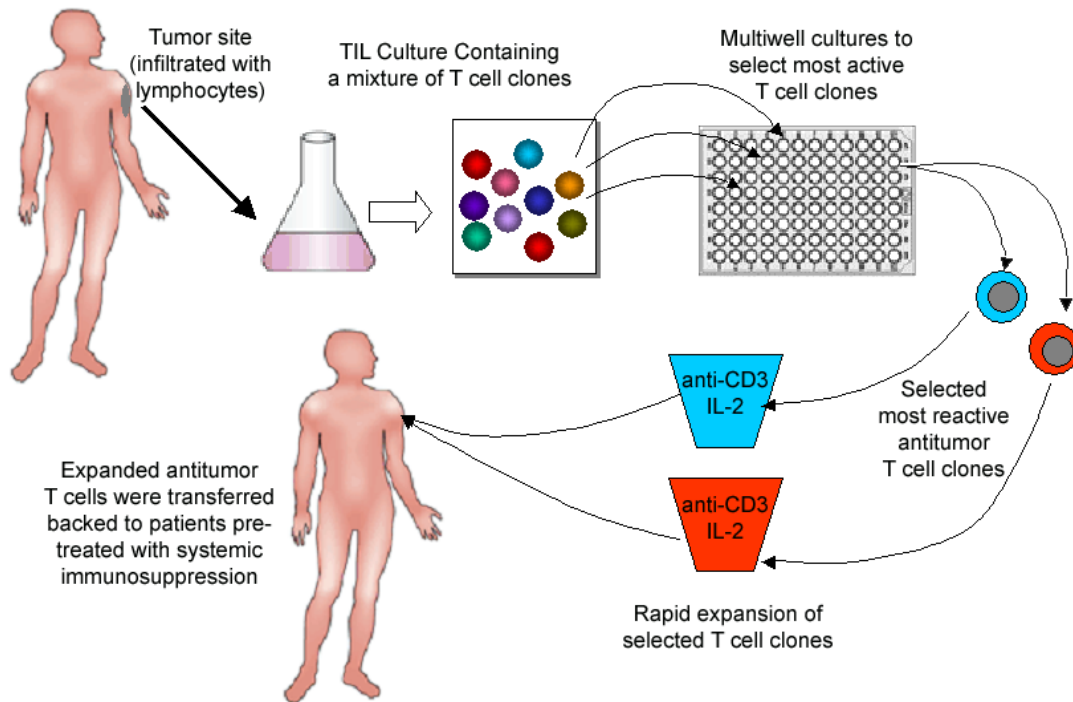 Tumor site
(infiltrated with
lymphocytes)
TIL Culture Containing
a mixture of T cell clones
Multiwell cultures to
select most active
T cell clones
Selected
most reactive
antitumor
T cell clones
anti-CD3
IL-2
anti-CD3
IL-2
Rapid expansion of
selected T cell clones
Expanded antitumor
T cells were transferred
backed to patients pre-
treated with systemic
immunosuppression